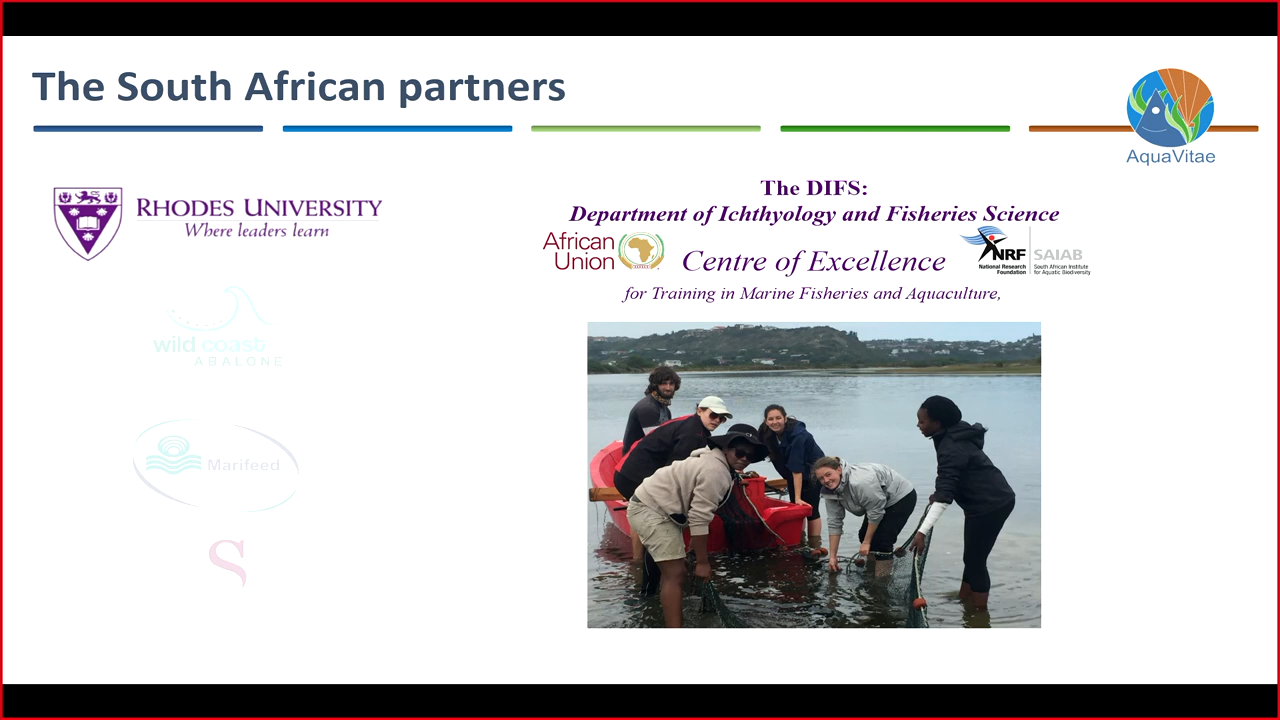 The South African partners
AquaVitae
RHODES UNIVERSITY
Where leaders learn
wild coast
ABALONE
Marifeed
S
The DIFS:
Department of Ichthyology and Fisheries Science
African
Union
Centre of Excellence
NRF
National Research
Foundation
SAIAB
South African Institute
for Aquatic Biodiversity
for Training in Marine Fisheries and Aquaculture,